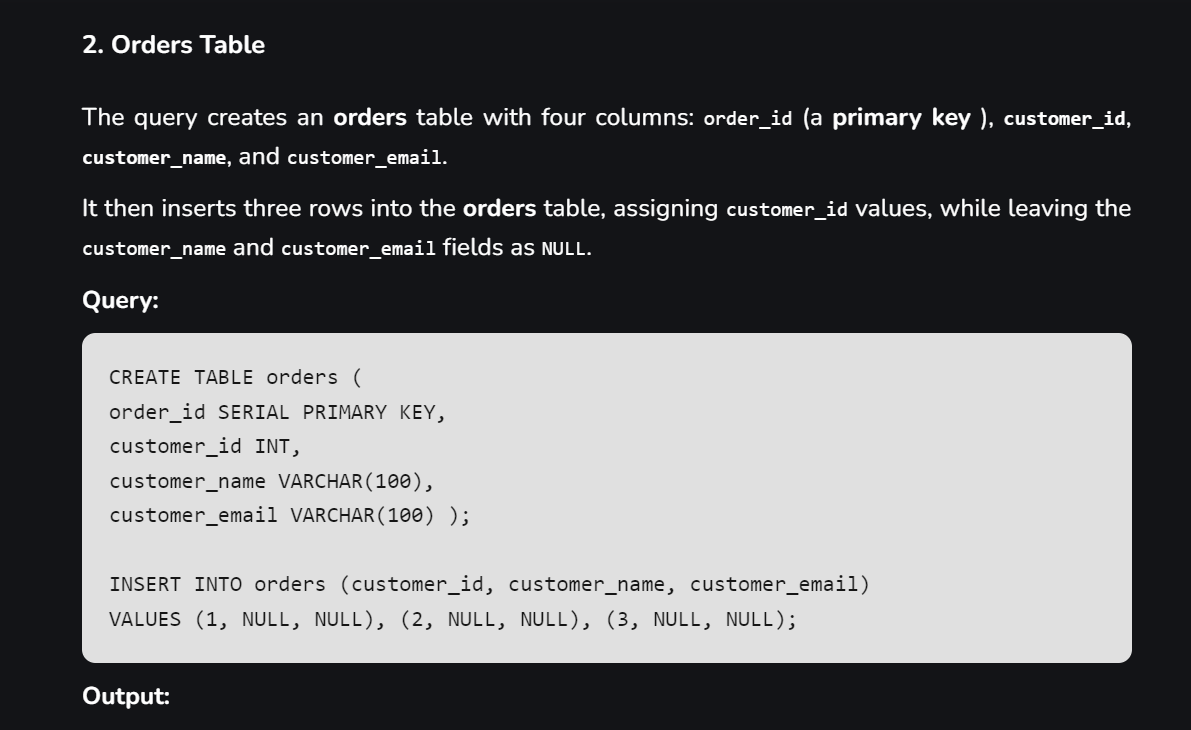 2. Orders Table
The query creates an orders table with four columns: order_id (a primary key ), customer_id,
customer_name, and customer_email.
It then inserts three rows into the orders table, assigning customer_id values, while leaving the
customer_name and customer_email fields as NULL.
Query:
CREATE TABLE orders (
order_id SERIAL PRIMARY KEY,
customer_id INT,
customer_name VARCHAR(100),
customer_email VARCHAR(100) );
INSERT INTO orders (customer_id, customer_name, customer_email)
VALUES (1, NULL, NULL), (2, NULL, NULL), (3, NULL, NULL);
Output: